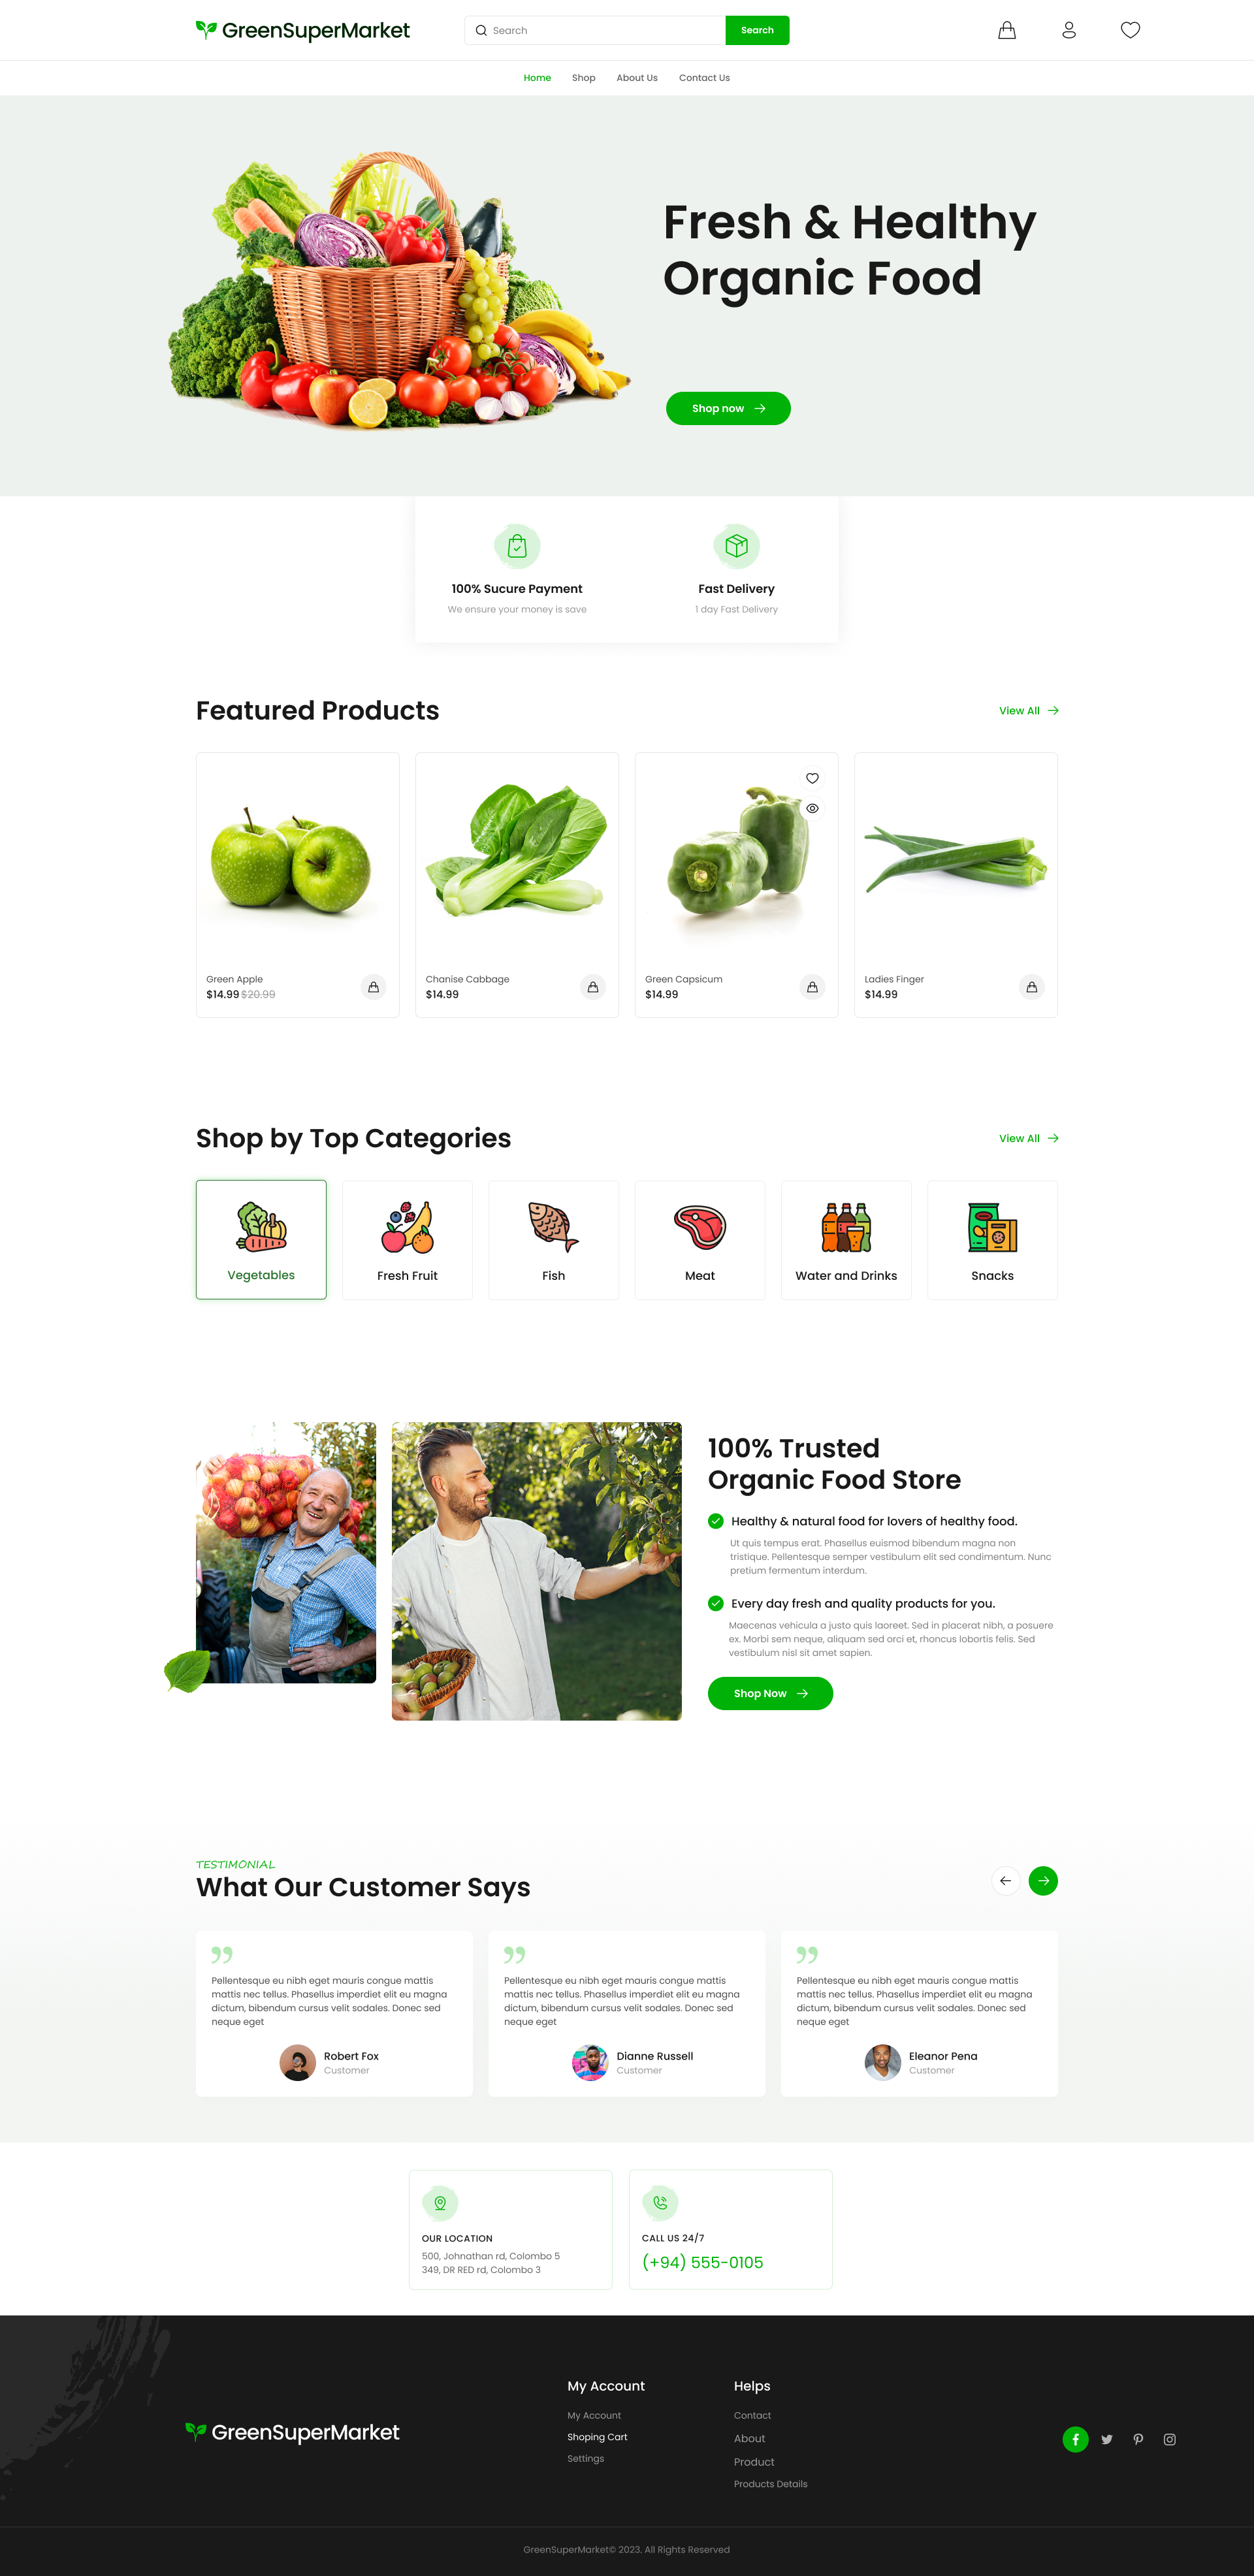 GreenSuperMarket
Search
Search
Home Shop About Us Contact Us
Fresh & Healthy
Organic Food
Shop now
100% Sucure Payment
We ensure your money is save
Fast Delivery
1 day Fast Delivery
Featured Products
View All
Green Apple
$14.99 $20.99
Chanise Cabbage
$14.99
Green Capsicum
$14.99
Ladies Finger
$14.99
Shop by Top Categories
View All
Vegetables
Fresh Fruit
Fish
Meat
Water and Drinks
Snacks
100% Trusted
Organic Food Store
Healthy & natural food for lovers of healthy food.
Ut quis tempus erat. Phasellus euismod bibendum magna non
tristique. Pellentesque semper vestibulum elit sed condimentum. Nunc
pretium fermentum interdum.
Every day fresh and quality products for you.
Maecenas vehicula a justo quis laoreet. Sed in placerat nibh, a posuere
ex. Morbi sem neque, aliquam sed orci et, rhoncus lobortis felis. Sed
vestibulum nisl sit amet sapien.
Shop Now
TESTIMONIAL
What Our Customer Says
Pellentesque eu nibh eget mauris congue mattis
mattis nec tellus. Phasellus imperdiet elit eu magna
dictum, bibendum cursus velit sodales. Donec sed
neque eget
Robert Fox
Customer
Pellentesque eu nibh eget mauris congue mattis
mattis nec tellus. Phasellus imperdiet elit eu magna
dictum, bibendum cursus velit sodales. Donec sed
neque eget
Dianne Russell
Customer
Pellentesque eu nibh eget mauris congue mattis
mattis nec tellus. Phasellus imperdiet elit eu magna
dictum, bibendum cursus velit sodales. Donec sed
neque eget
Eleanor Pena
Customer
OUR LOCATION
500, Johnathan rd, Colombo 5
349, DR RED rd, Colombo 3
CALL US 24/7
(+94) 555-0105
GreenSuperMarket
My Account
My Account
Shoping Cart
Settings
Helps
Contact
About
Product
Products Details
GreenSuperMarket© 2023. All Rights Reserved